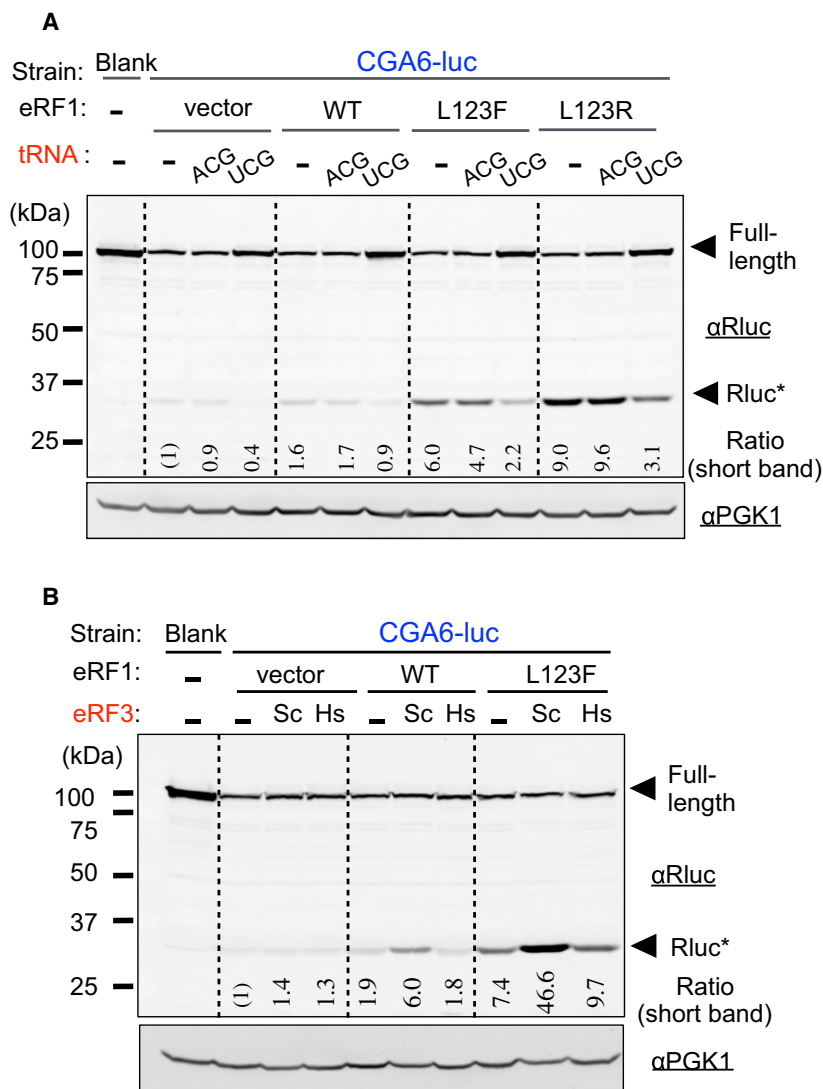 A
Strain: Blank CGA6-luc
eRF1: - vector WT L123F L123R
tRNA : - - ACG UCG - ACG UCG - ACG UCG - ACG UCG
(kDa)
100
75
50
37
25
Full-
length
αRluc
Rluc*
(1) 0.9 0.4 1.6 1.7 0.9 6.0 4.7 2.2 9.0 9.6 3.1
Ratio
(short band)
αPGK1
B
Strain: Blank CGA6-luc
eRF1: - vector WT L123F
eRF3: - - Sc Hs - Sc Hs - Sc Hs
(kDa)
100
75
50
37
25
Full-
length
αRluc
Rluc*
(1) 1.4 1.3 1.9 6.0 1.8 7.4 46.6 9.7
Ratio
(short band)
αPGK1